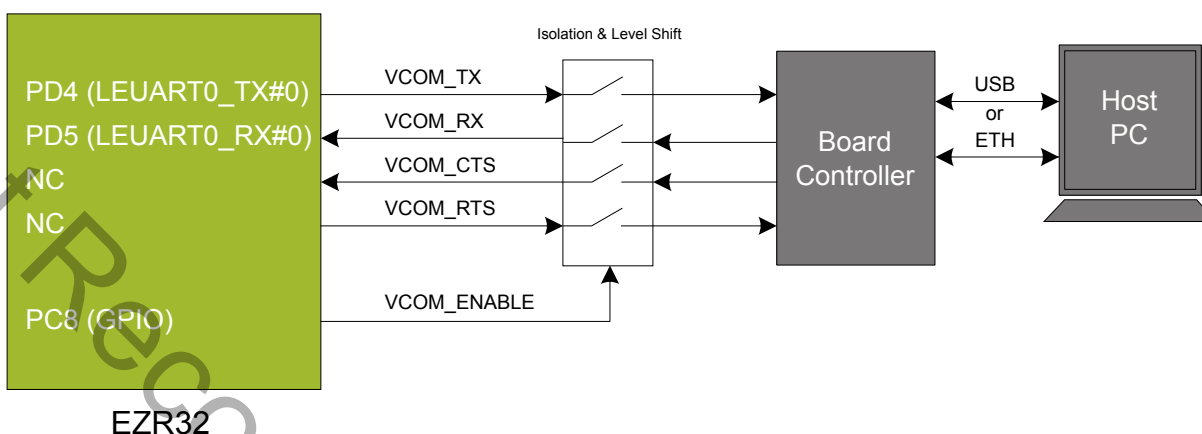 Isolation & Level Shift
PD4 (LEUART0_TX#0)
VCOM_TX
PD5 (LEUART0_RX#0)
VCOM_RX
NC
VCOM_CTS
NC
VCOM_RTS
PC8 (GPIO)
VCOM_ENABLE
Board
Controller
USB
or
ETH
Host
PC
EZR32